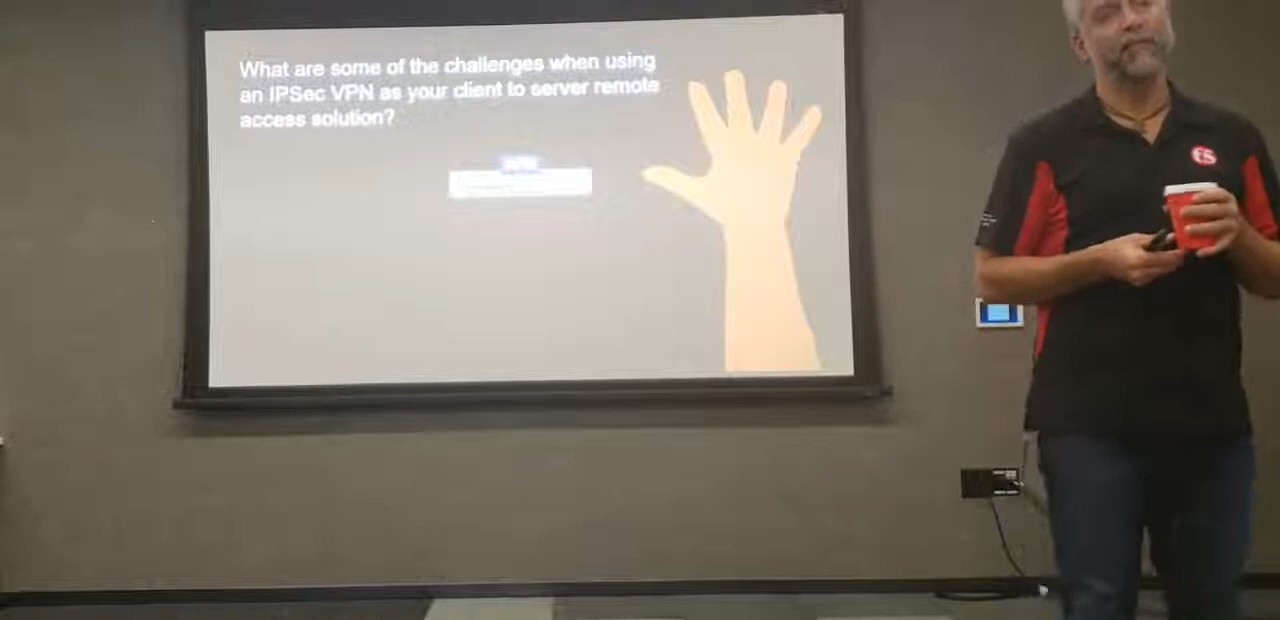 What are some of the challenges when using
an IPSec VPN as your client to server remote
access solution?
f5